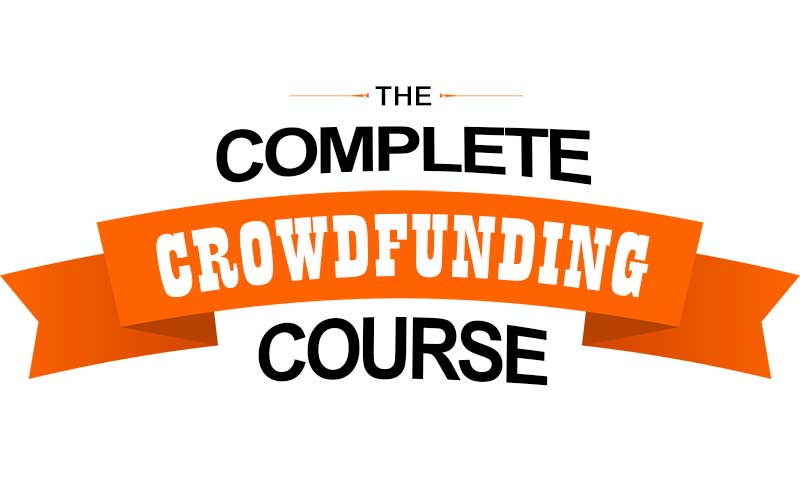 THE
COMPLETE
CROWDFUNDING
COURSE